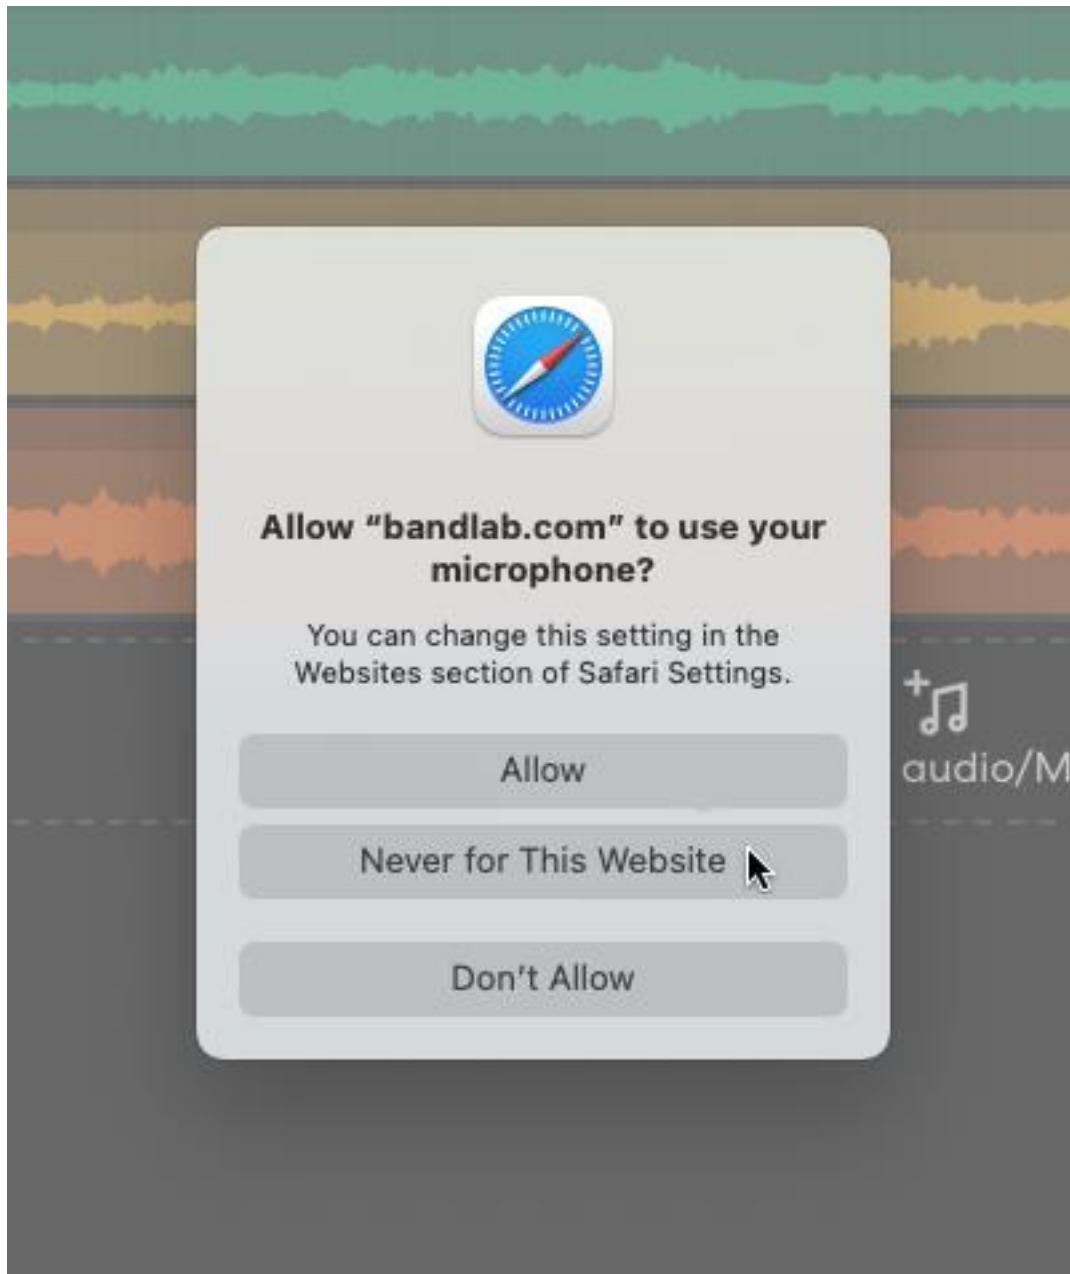 Allow “bandlab.com” to use your
microphone?
You can change this setting in the
Websites section of Safari Settings.
Allow
audio/M
Never for This Website
Don’t Allow